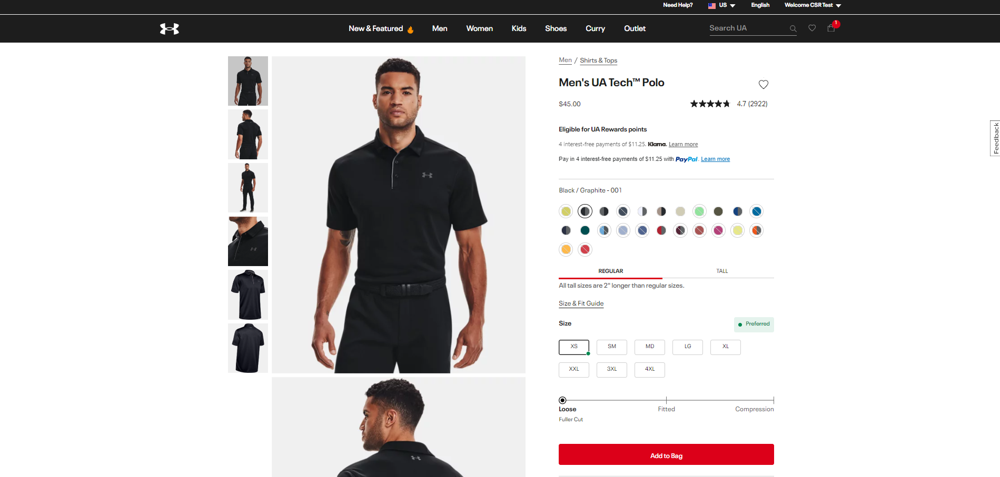 Need Help?
US
English
Welcome CSR Test
New & Featured
Men
Women
Kids
Shoes
Curry
Outlet
Search UA
1
Men / Shirts & Tops
Men's UA Tech™ Polo
$45.00
4.7 (2922)
Eligible for UA Rewards points
4 interest-free payments of $11.25. Klarna. Learn more
Pay in 4 interest-free payments of $11.25 with PayPal. Learn more
Black / Graphite - 001
REGULAR
TALL
All tall sizes are 2" longer than regular sizes.
Size & Fit Guide
Size
Preferred
XS
SM
MD
LG
XL
XXL
3XL
4XL
Loose
Fitted
Compression
Fuller Cut
Add to Bag
Feedback